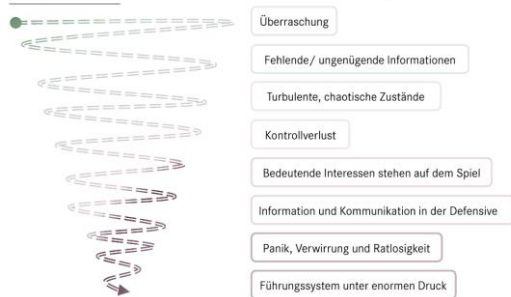 Überraschung
Fehlende/ ungenügende Informationen
Turbulente, chaotische Zustände
Kontrollverlust
Bedeutende Interessen stehen auf dem Spiel
Information und Kommunikation in der Defensive
Panik, Verwirrung und Ratlosigkeit
Führungssystem unter enormen Druck